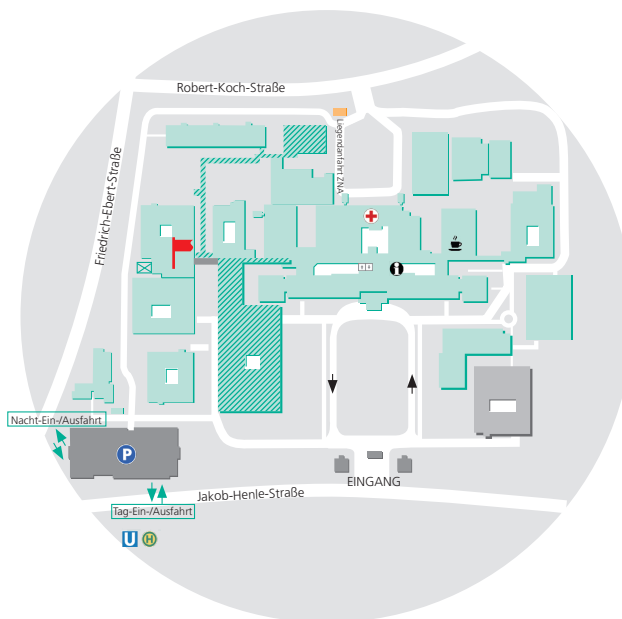 Robert-Koch-Straße
Liegendanfahrt ZNA
Friedrich-Ebert-Straße
Nacht-Ein-/Ausfahrt
P
EINGANG
Jakob-Henle-Straße
Tag-Ein-/Ausfahrt
U H